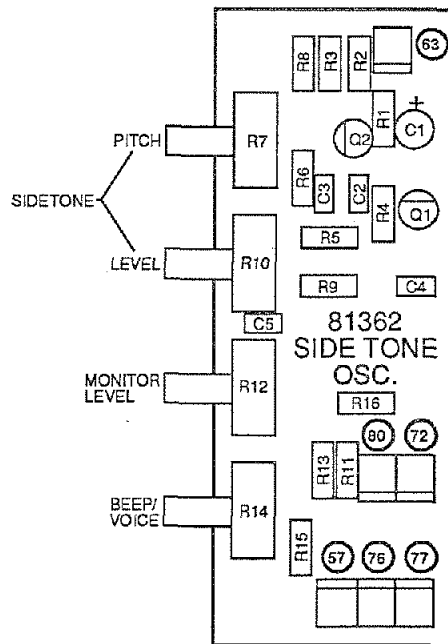 63
R8
R3
R2
PITCH
R7
R1
+
C1
Q2
R6
C3
C2
R4
Q1
SIDETONE
R5
LEVEL
R10
R9
C4
C5
81362
SIDE TONE
OSC.
MONITOR
LEVEL
R12
R16
80
72
R13
R11
BEEP/
VOICE
R14
R15
57
76
77